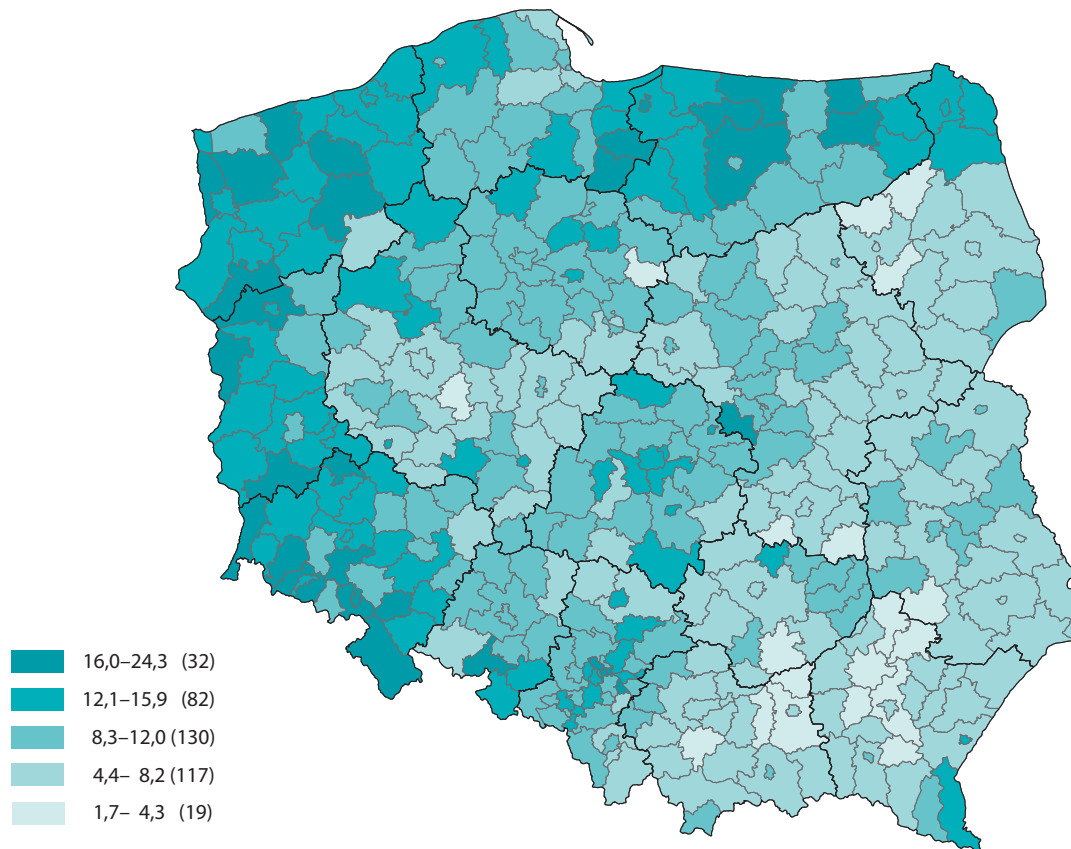 16,0–24,3 (32)
12,1–15,9 (82)
8,3–12,0 (130)
4,4– 8,2 (117)
1,7– 4,3 (19)